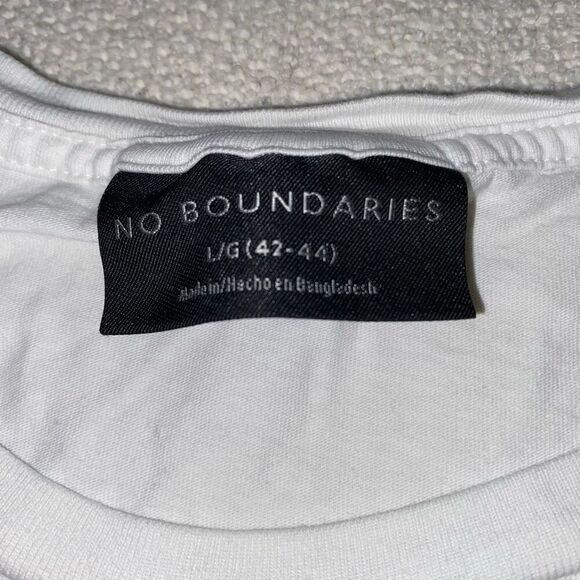 NO BOUNDARIES
L/G (42-44)
Made in/Hecho en Bangladesh